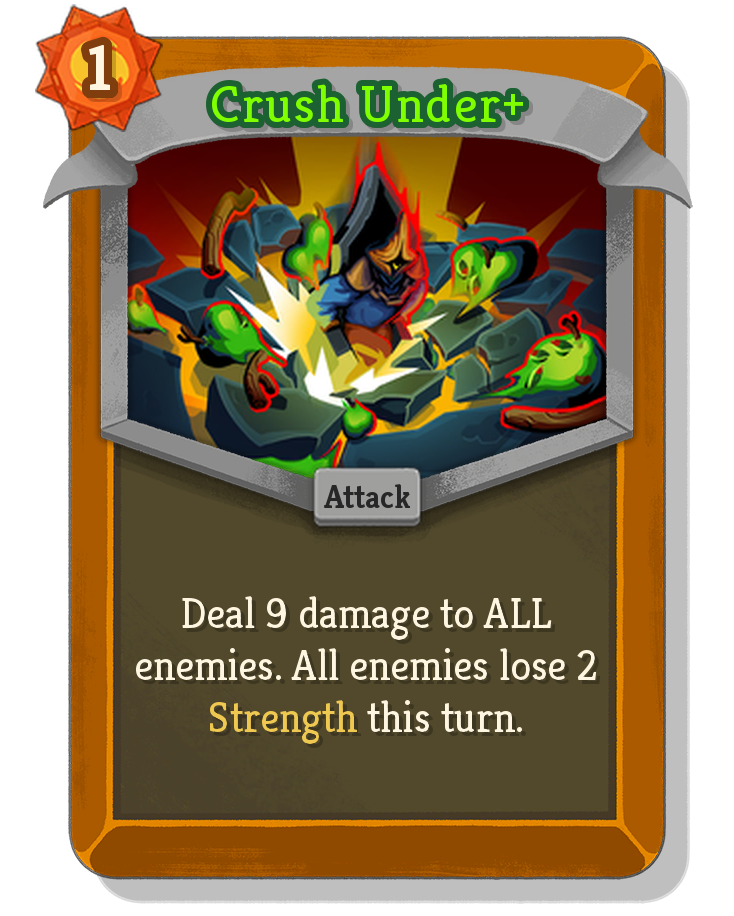 1
Crush Under+
Attack
Deal 9 damage to ALL
enemies. All enemies lose 2
Strength this turn.